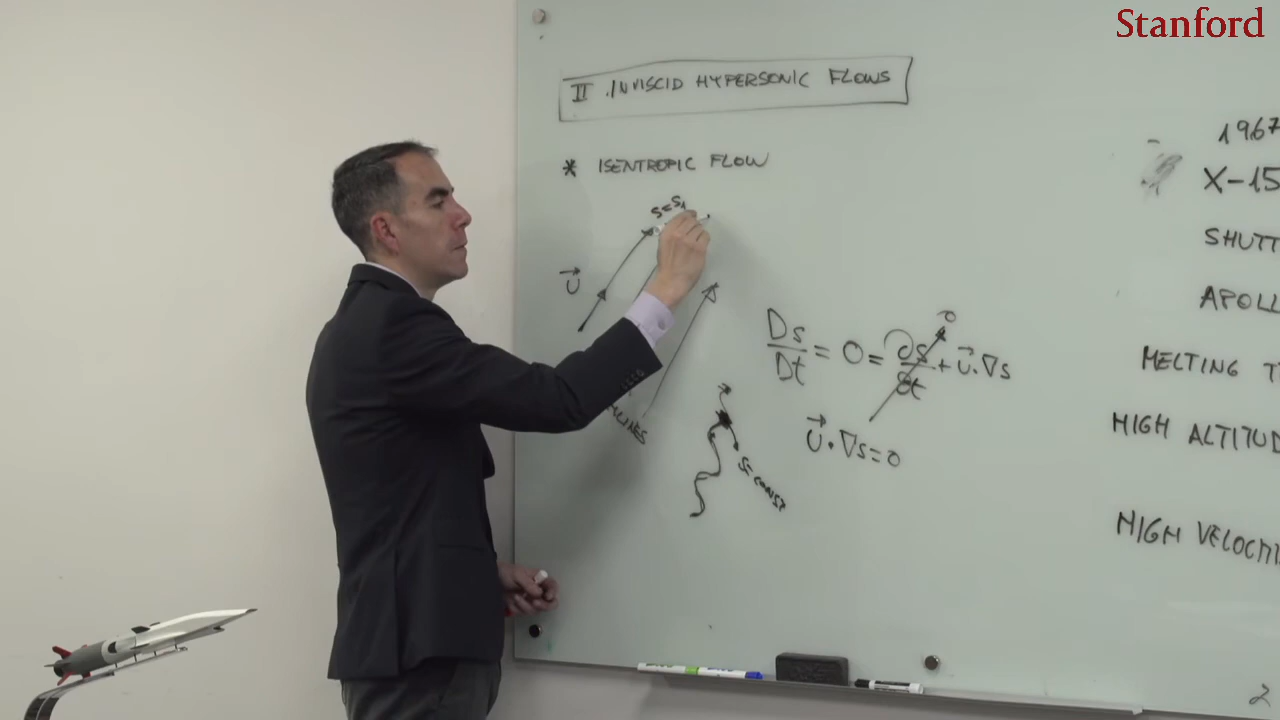 Stanford
II. INVISCID HYPERSONIC FLOWS
* ISENTROPIC FLOW
S=S1
U⃗
Ds/Dt = 0 = ∂s/∂t + U⃗·∇s
0
U⃗·∇s=0
S=CONST
1967
X-15
SHUTT
APOLL
MELTING T
HIGH ALTITUD
HIGH VELOCIT
2